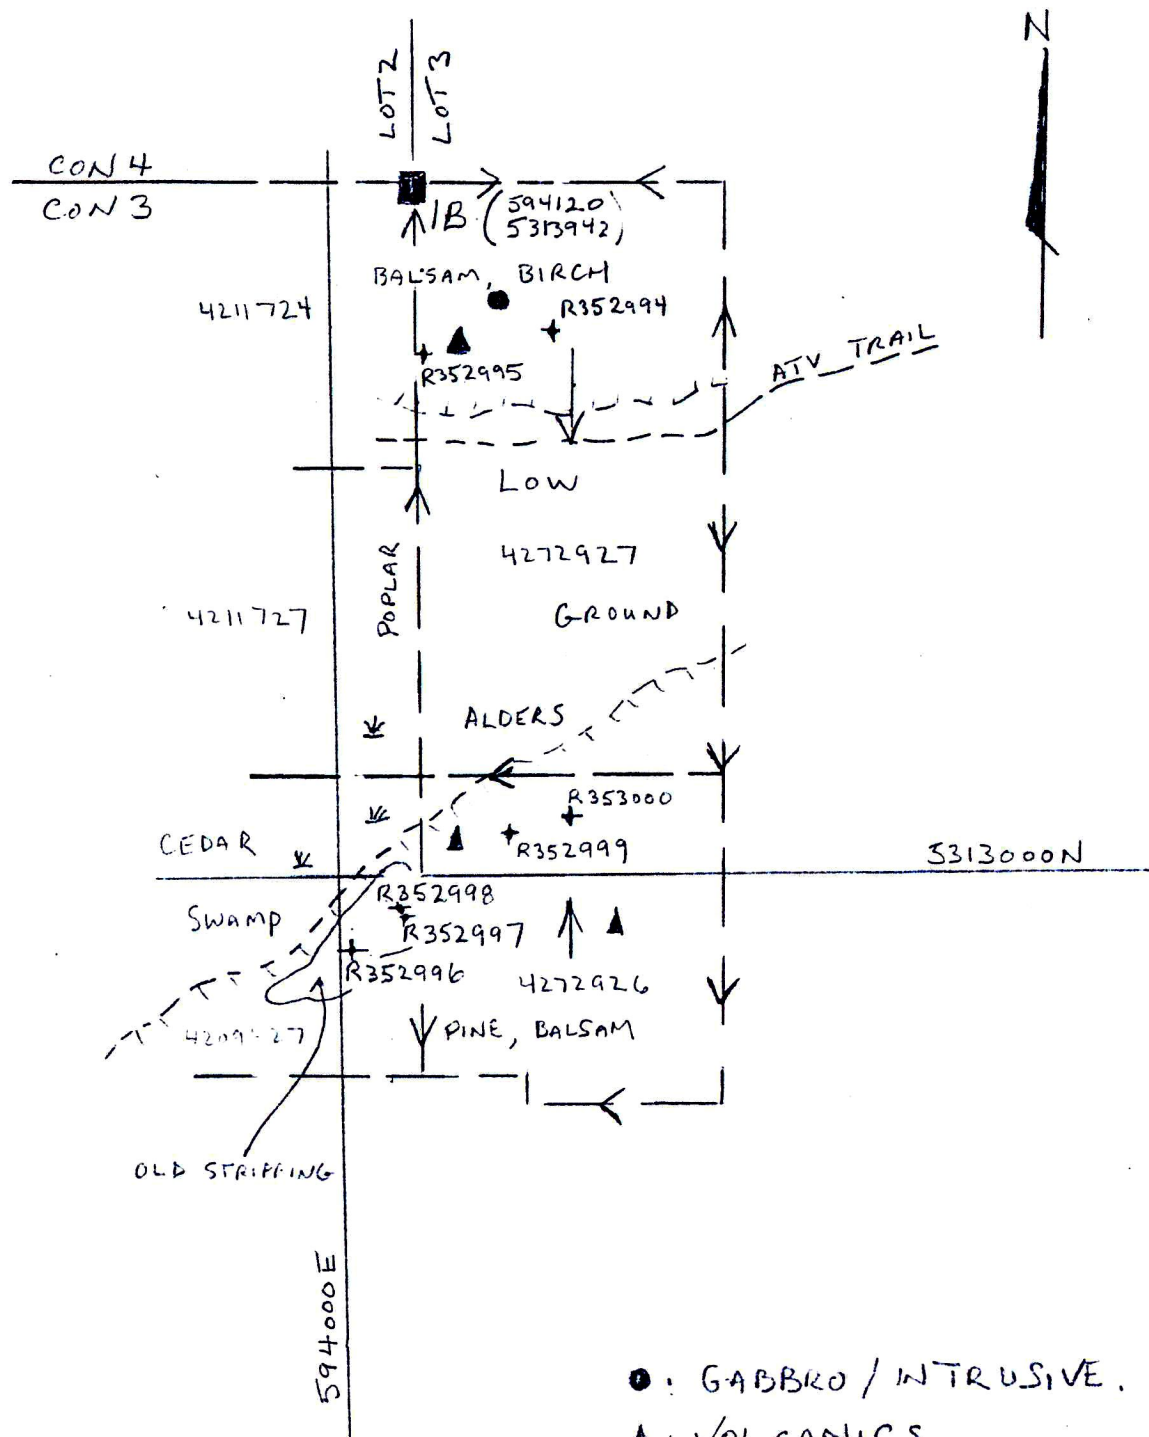 N
LOT 2
LOT 3
CON 4
CON 3
IB (594120
5313942)
BALSAM, BIRCH
4211724
R352994
R352995
ATV TRAIL
LOW
4272927
POPLAR
GROUND
4211727
ALDERS
R353000
CEDAR
R352999
5313000N
R352998
SWAMP
R352997
R352996
4272926
PINE, BALSAM
OLD STRIPPING
594000E
●: GABBRO / INTRUSIVE.
▲: VOLCANICS